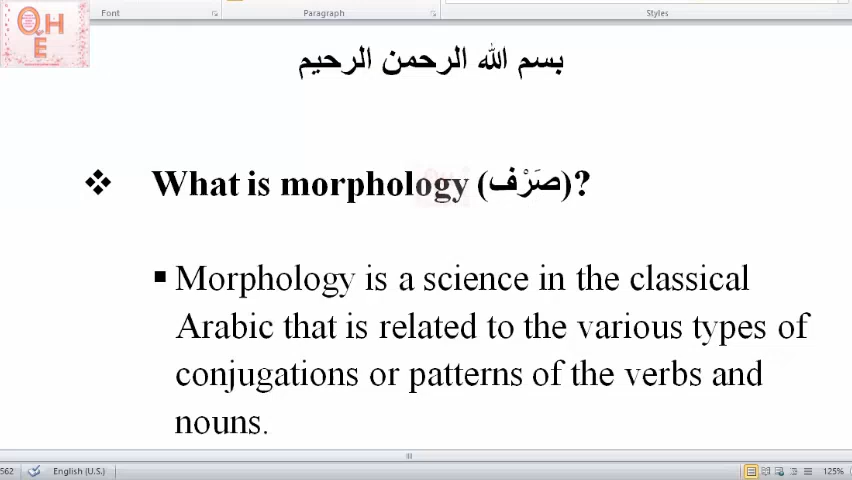 Font Paragraph Styles
QH
E
بسم الله الرحمن الرحيم
❖ What is morphology (صَرْف)?
▪ Morphology is a science in the classical
Arabic that is related to the various types of
conjugations or patterns of the verbs and
nouns.
562 English (U.S.) 125%